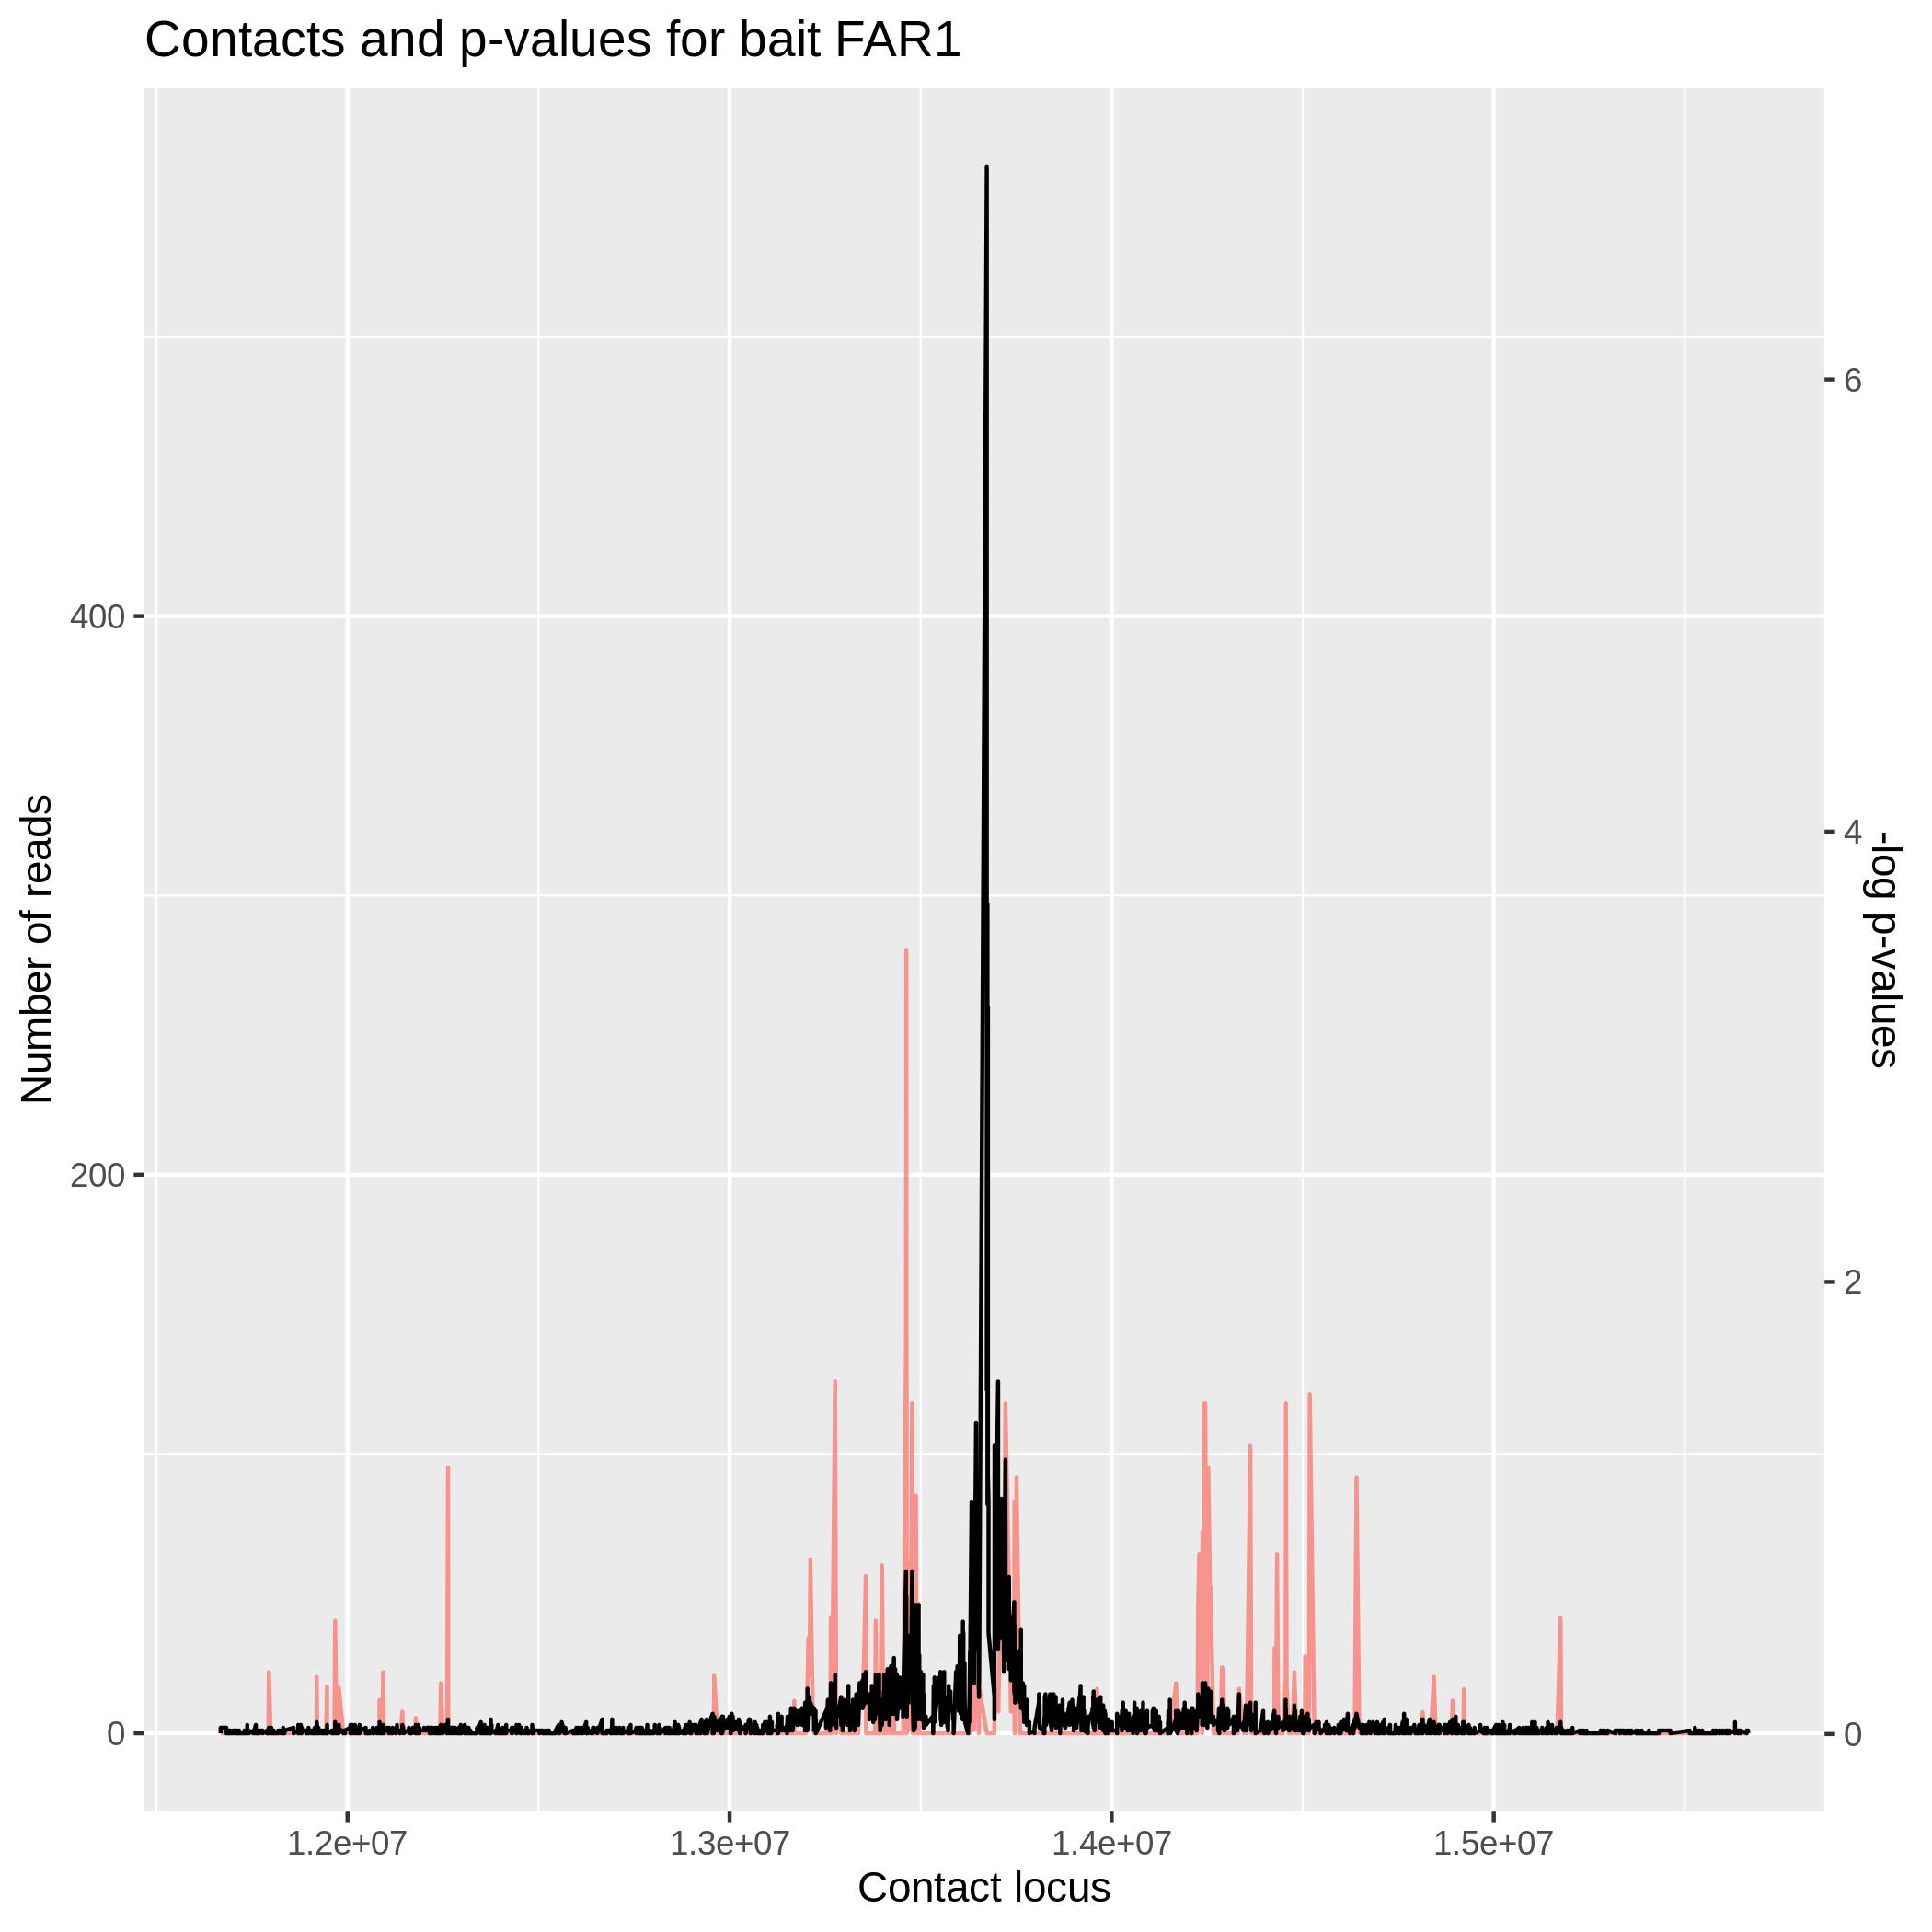 Contacts and p-values for bait FAR1
Number of reads
400
200
0
6
4
2
0
-log p-values
1.2e+07
1.3e+07
1.4e+07
1.5e+07
Contact locus